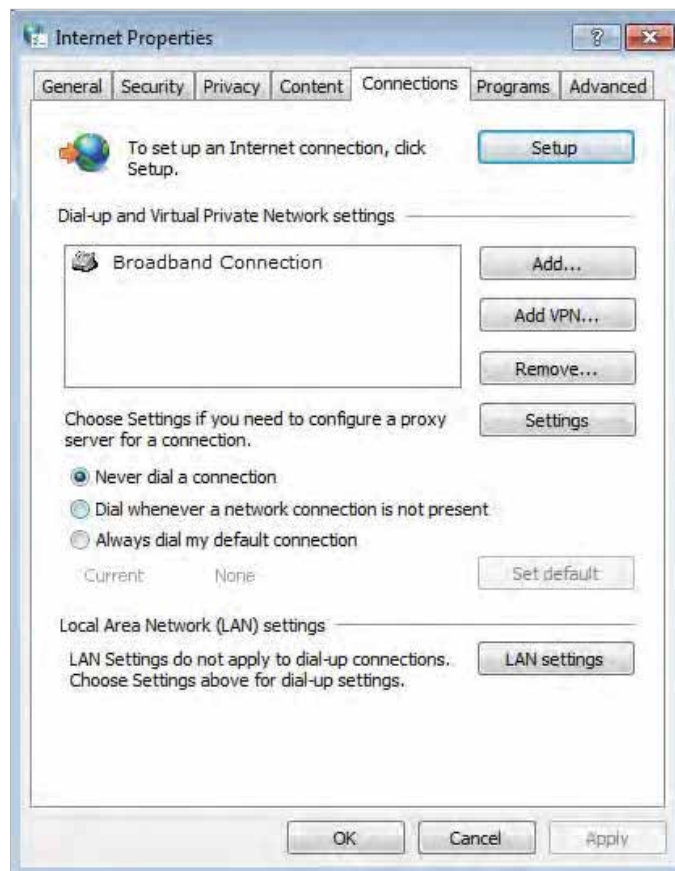 Internet Properties
?
General Security Privacy Content Connections Programs Advanced
To set up an Internet connection, click
Setup.
Setup
Dial-up and Virtual Private Network settings
Broadband Connection
Add...
Add VPN...
Remove...
Choose Settings if you need to configure a proxy
server for a connection.
Settings
Never dial a connection
Dial whenever a network connection is not present
Always dial my default connection
Current None
Set default
Local Area Network (LAN) settings
LAN Settings do not apply to dial-up connections.
Choose Settings above for dial-up settings.
LAN settings
OK Cancel Apply